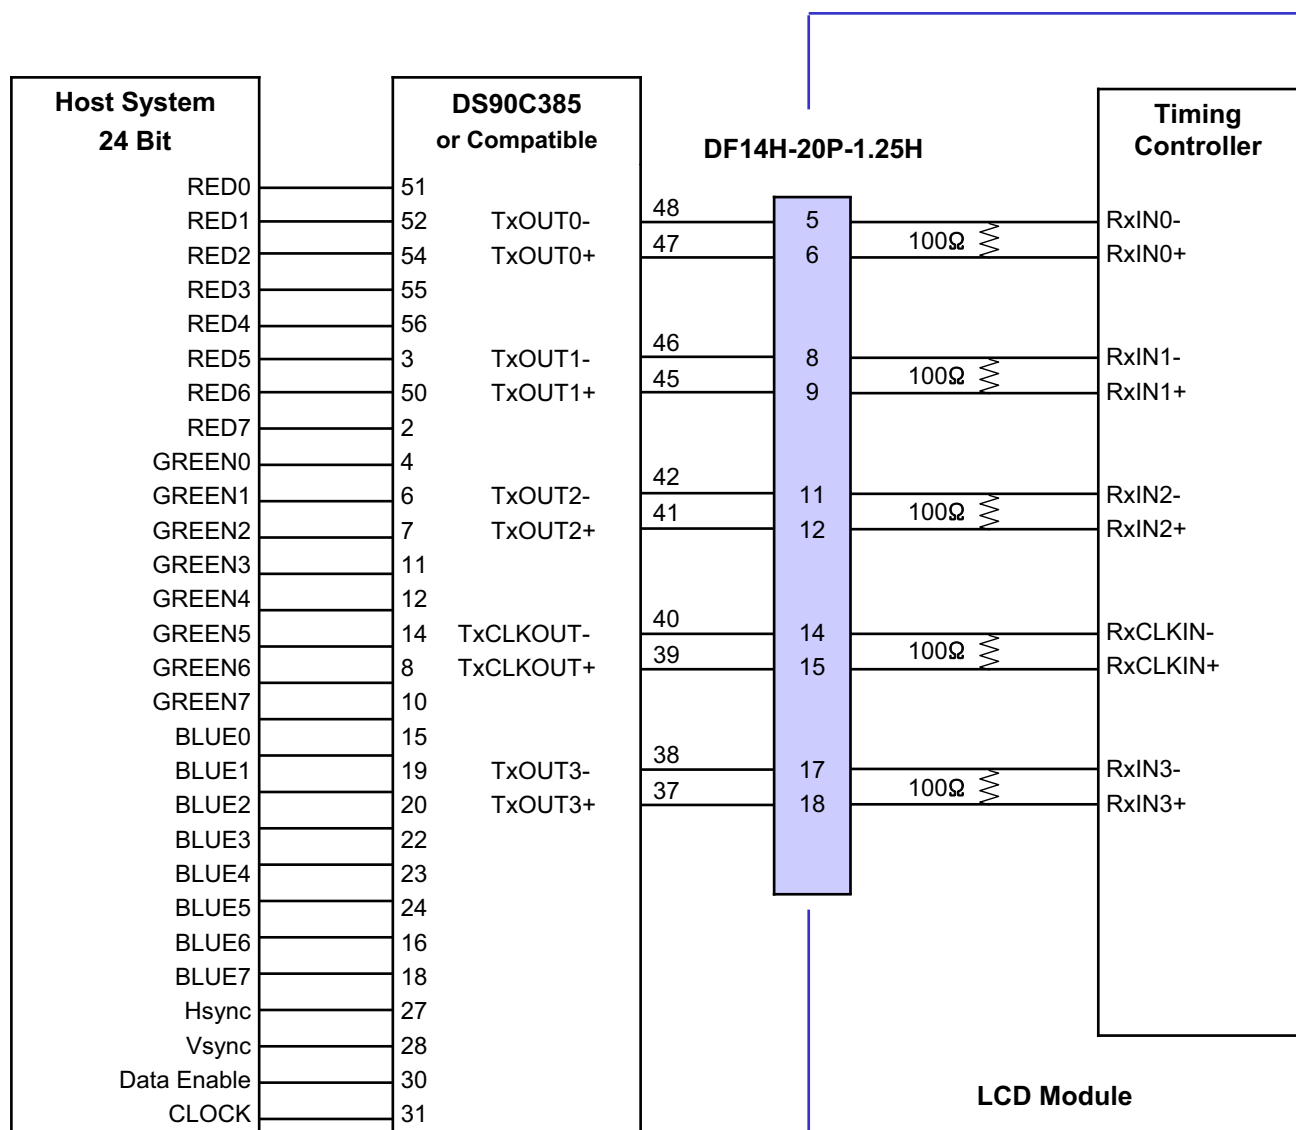 Host System
24 Bit
DS90C385
or Compatible
DF14H-20P-1.25H
Timing
Controller
RED0 51
RED1 52 TxOUT0- 48 5 RxIN0-
100Ω
RED2 54 TxOUT0+ 47 6 RxIN0+
RED3 55
RED4 56
RED5 3 TxOUT1- 46 8 RxIN1-
100Ω
RED6 50 TxOUT1+ 45 9 RxIN1+
RED7 2
GREEN0 4
GREEN1 6 TxOUT2- 42 11 RxIN2-
100Ω
GREEN2 7 TxOUT2+ 41 12 RxIN2+
GREEN3 11
GREEN4 12
GREEN5 14 TxCLKOUT- 40 14 RxCLKIN-
100Ω
GREEN6 8 TxCLKOUT+ 39 15 RxCLKIN+
GREEN7 10
BLUE0 15
BLUE1 19 TxOUT3- 38 17 RxIN3-
100Ω
BLUE2 20 TxOUT3+ 37 18 RxIN3+
BLUE3 22
BLUE4 23
BLUE5 24
BLUE6 16
BLUE7 18
Hsync 27
Vsync 28
Data Enable 30
CLOCK 31
LCD Module